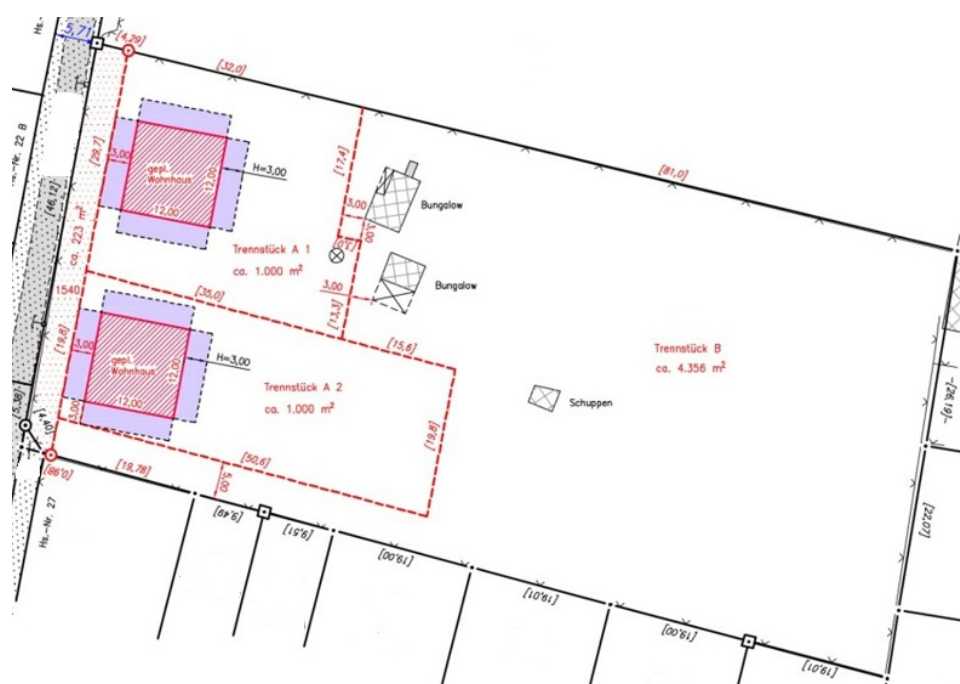 Hs.-Nr. 22 B
5,71
[4,29]
[32,0]
[81,0]
[29,7]
[46,12]
ca. 223 m²
1540
3,00
gepl.
Wohnhaus
12,00
12,00
H=3,00
[17,4]
3,00
3,00
Bungalow
Trennstück A 1
ca. 1.000 m²
3,00
[13,3]
Bungalow
[35,0]
[15,6]
[19,8]
3,00
gepl.
Wohnhaus
12,00
12,00
H=3,00
3,00
Trennstück A 2
ca. 1.000 m²
[19,8]
Trennstück B
ca. 4.356 m²
Schuppen
[5,38]
[4,40]
[50,6]
5,00
[19,78]
[9,49]
[9,51]
[19,00]
[19,01]
[19,00]
[19,01]
[26,19]
[22,07]
Hs.-Nr. 27